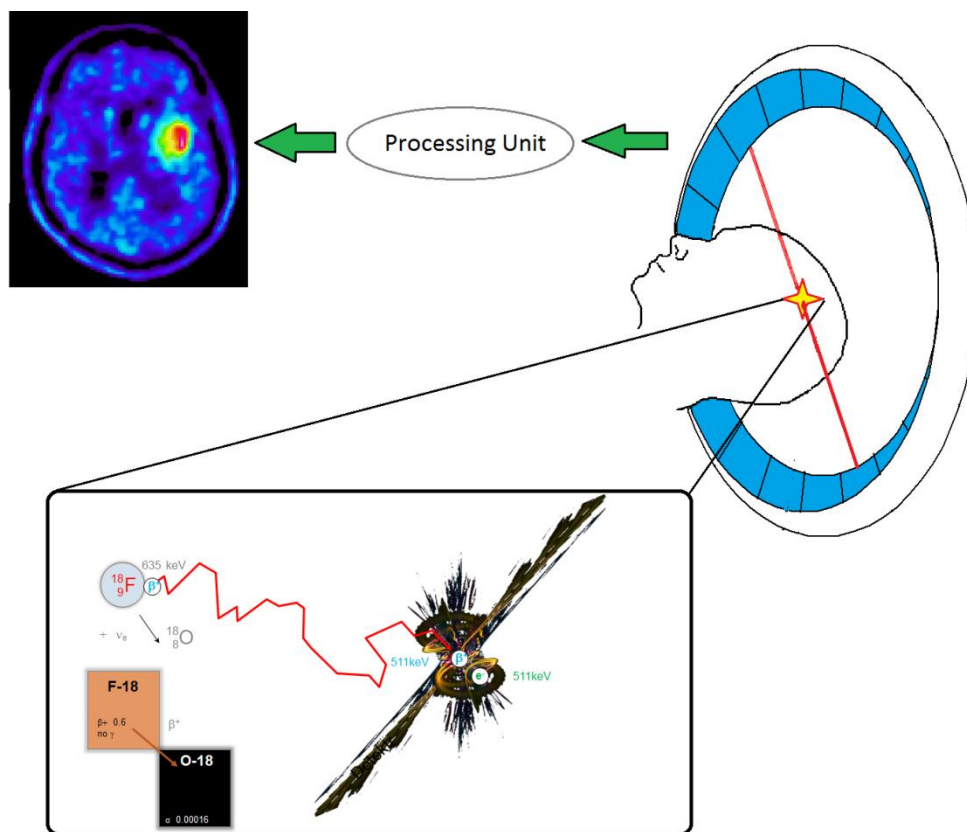 Processing Unit
635 keV
18
9 F
β⁺
+ νₑ
18
8 O
511keV
β⁺
e⁻
511keV
F-18
β+ 0.6
no γ
β⁺
O-18
σ 0.00016